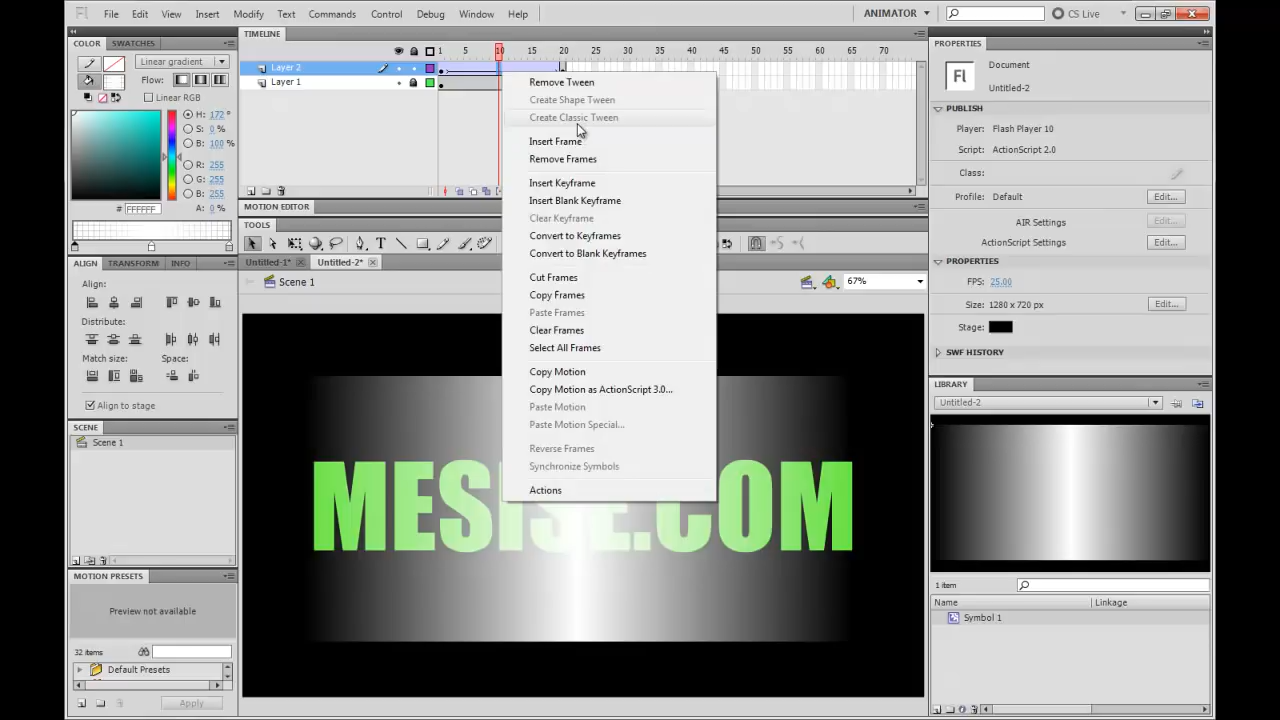 Fl File Edit View Insert Modify Text Commands Control Debug Window Help ANIMATOR CS Live
COLOR SWATCHES
Linear gradient
Flow:
Linear RGB
H: 172 °
S: 0 %
B: 100 %
R: 255
G: 255
B: 255
# FFFFFF A: 0 %
ALIGN TRANSFORM INFO
Align:
Distribute:
Match size: Space:
Align to stage
SCENE
Scene 1
MOTION PRESETS
Preview not available
32 items
Default Presets
Apply
TIMELINE
1 5 10 15 20 25 30 35 40 45 50 55 60 65 70
Layer 2
Layer 1
MOTION EDITOR
TOOLS
Untitled-1* Untitled-2*
Scene 1
67%
Remove Tween
Create Shape Tween
Create Classic Tween
Insert Frame
Remove Frames
Insert Keyframe
Insert Blank Keyframe
Clear Keyframe
Convert to Keyframes
Convert to Blank Keyframes
Cut Frames
Copy Frames
Paste Frames
Clear Frames
Select All Frames
Copy Motion
Copy Motion as ActionScript 3.0...
Paste Motion
Paste Motion Special...
Reverse Frames
Synchronize Symbols
Actions
PROPERTIES
Fl
Document
Untitled-2
PUBLISH
Player: Flash Player 10
Script: ActionScript 2.0
Class:
Profile: Default Edit...
AIR Settings Edit...
ActionScript Settings Edit...
PROPERTIES
FPS: 25.00
Size: 1280 x 720 px Edit...
Stage:
SWF HISTORY
LIBRARY
Untitled-2
1 item
Name Linkage
Symbol 1